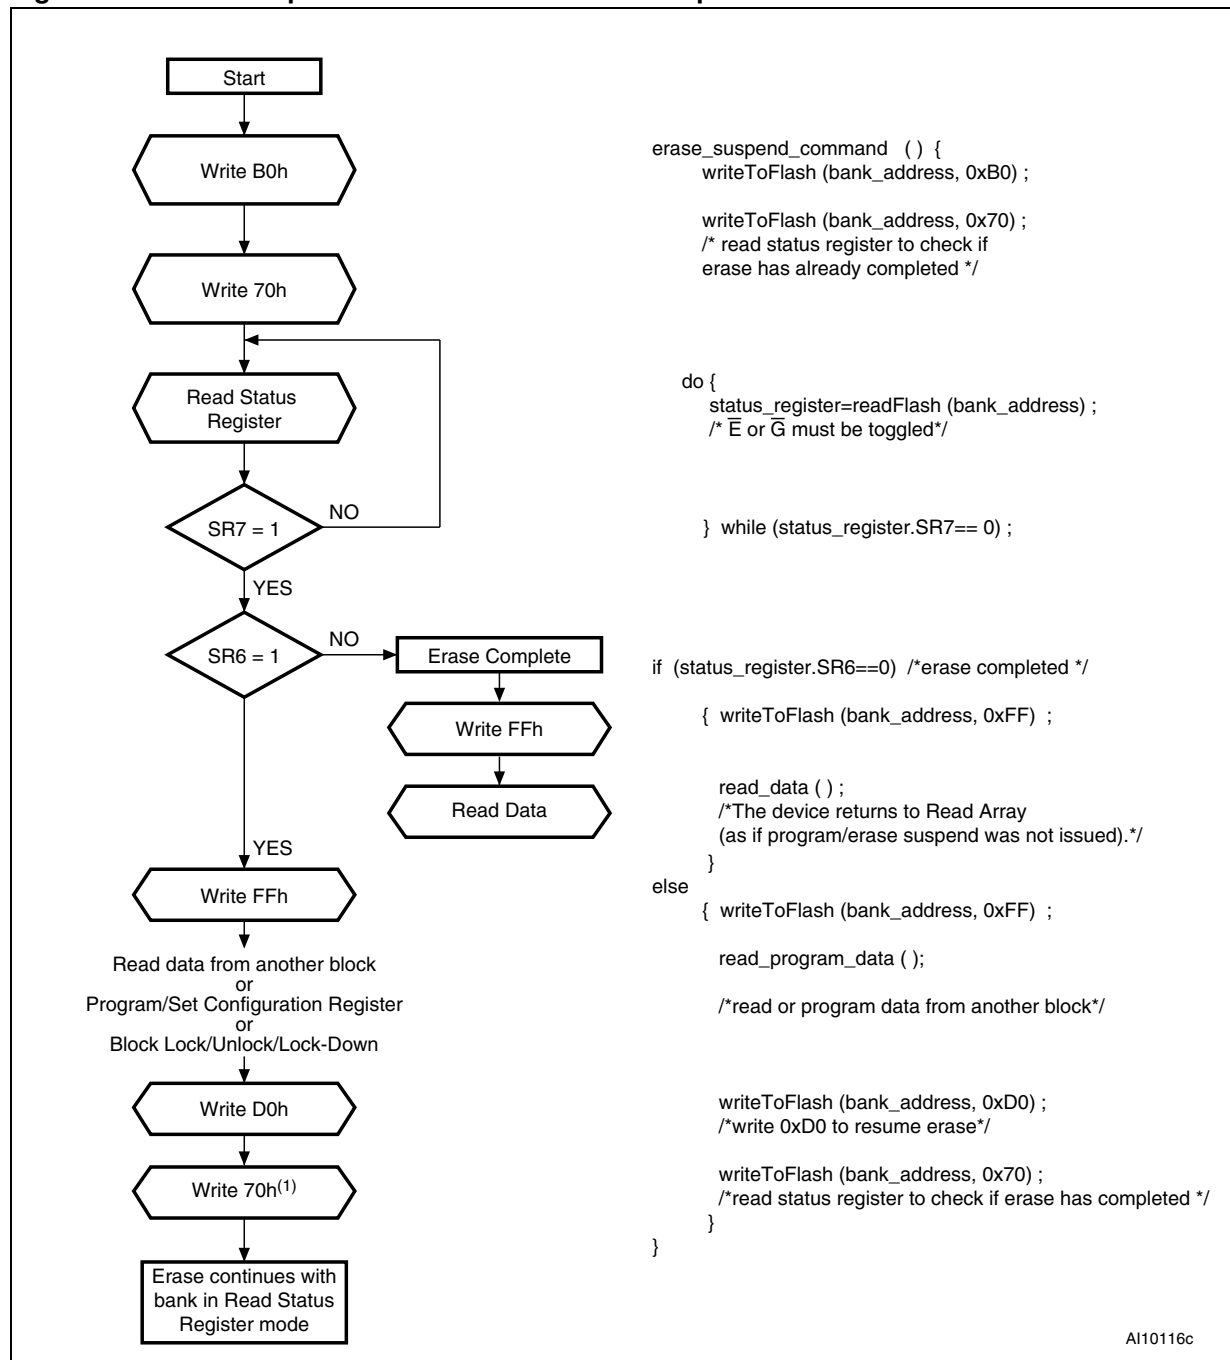 Start
Write B0h
Write 70h
Read Status
Register
SR7 = 1
NO
YES
SR6 = 1
NO
Erase Complete
Write FFh
Read Data
YES
Write FFh
Read data from another block
or
Program/Set Configuration Register
or
Block Lock/Unlock/Lock-Down
Write D0h
Write 70h(1)
Erase continues with
bank in Read Status
Register mode
erase_suspend_command ( ) {
writeToFlash (bank_address, 0xB0) ;
writeToFlash (bank_address, 0x70) ;
/* read status register to check if
erase has already completed */
do {
status_register=readFlash (bank_address) ;
/* E̅ or G̅ must be toggled*/
} while (status_register.SR7== 0) ;
if (status_register.SR6==0) /*erase completed */
{ writeToFlash (bank_address, 0xFF) ;
read_data ( ) ;
/*The device returns to Read Array
(as if program/erase suspend was not issued).*/
}
else
{ writeToFlash (bank_address, 0xFF) ;
read_program_data ( );
/*read or program data from another block*/
writeToFlash (bank_address, 0xD0) ;
/*write 0xD0 to resume erase*/
writeToFlash (bank_address, 0x70) ;
/*read status register to check if erase has completed */
}
}
AI10116c